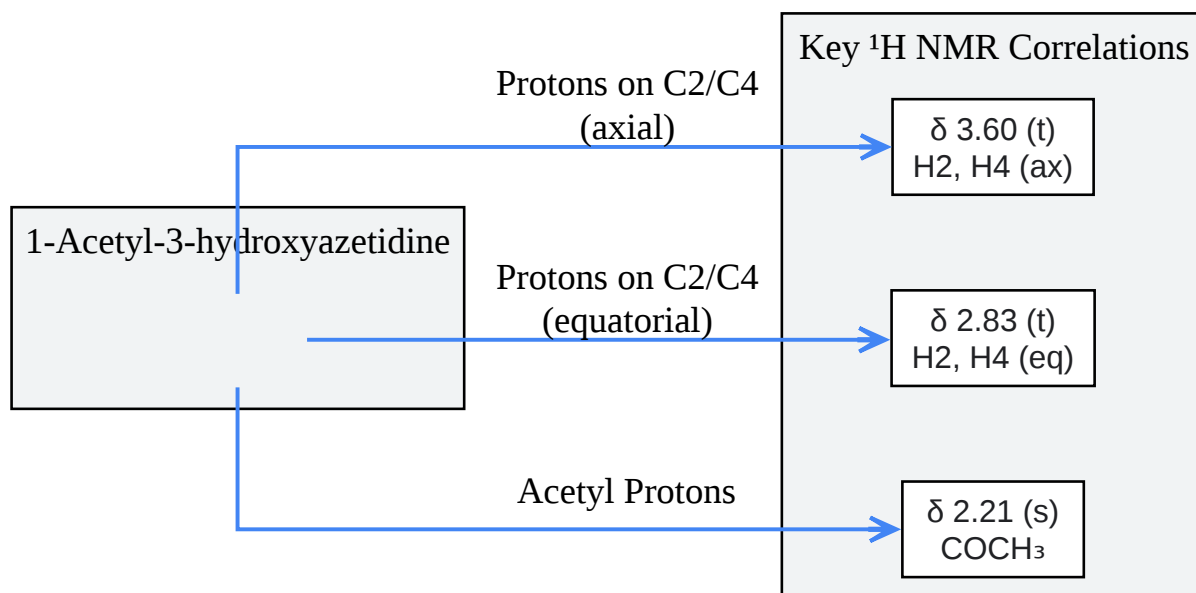 Key ¹H NMR Correlations
Protons on C2/C4
(axial)
δ 3.60 (t)
H2, H4 (ax)
1-Acetyl-3-hydroxyazetidine
Protons on C2/C4
(equatorial)
δ 2.83 (t)
H2, H4 (eq)
Acetyl Protons
δ 2.21 (s)
COCH₃